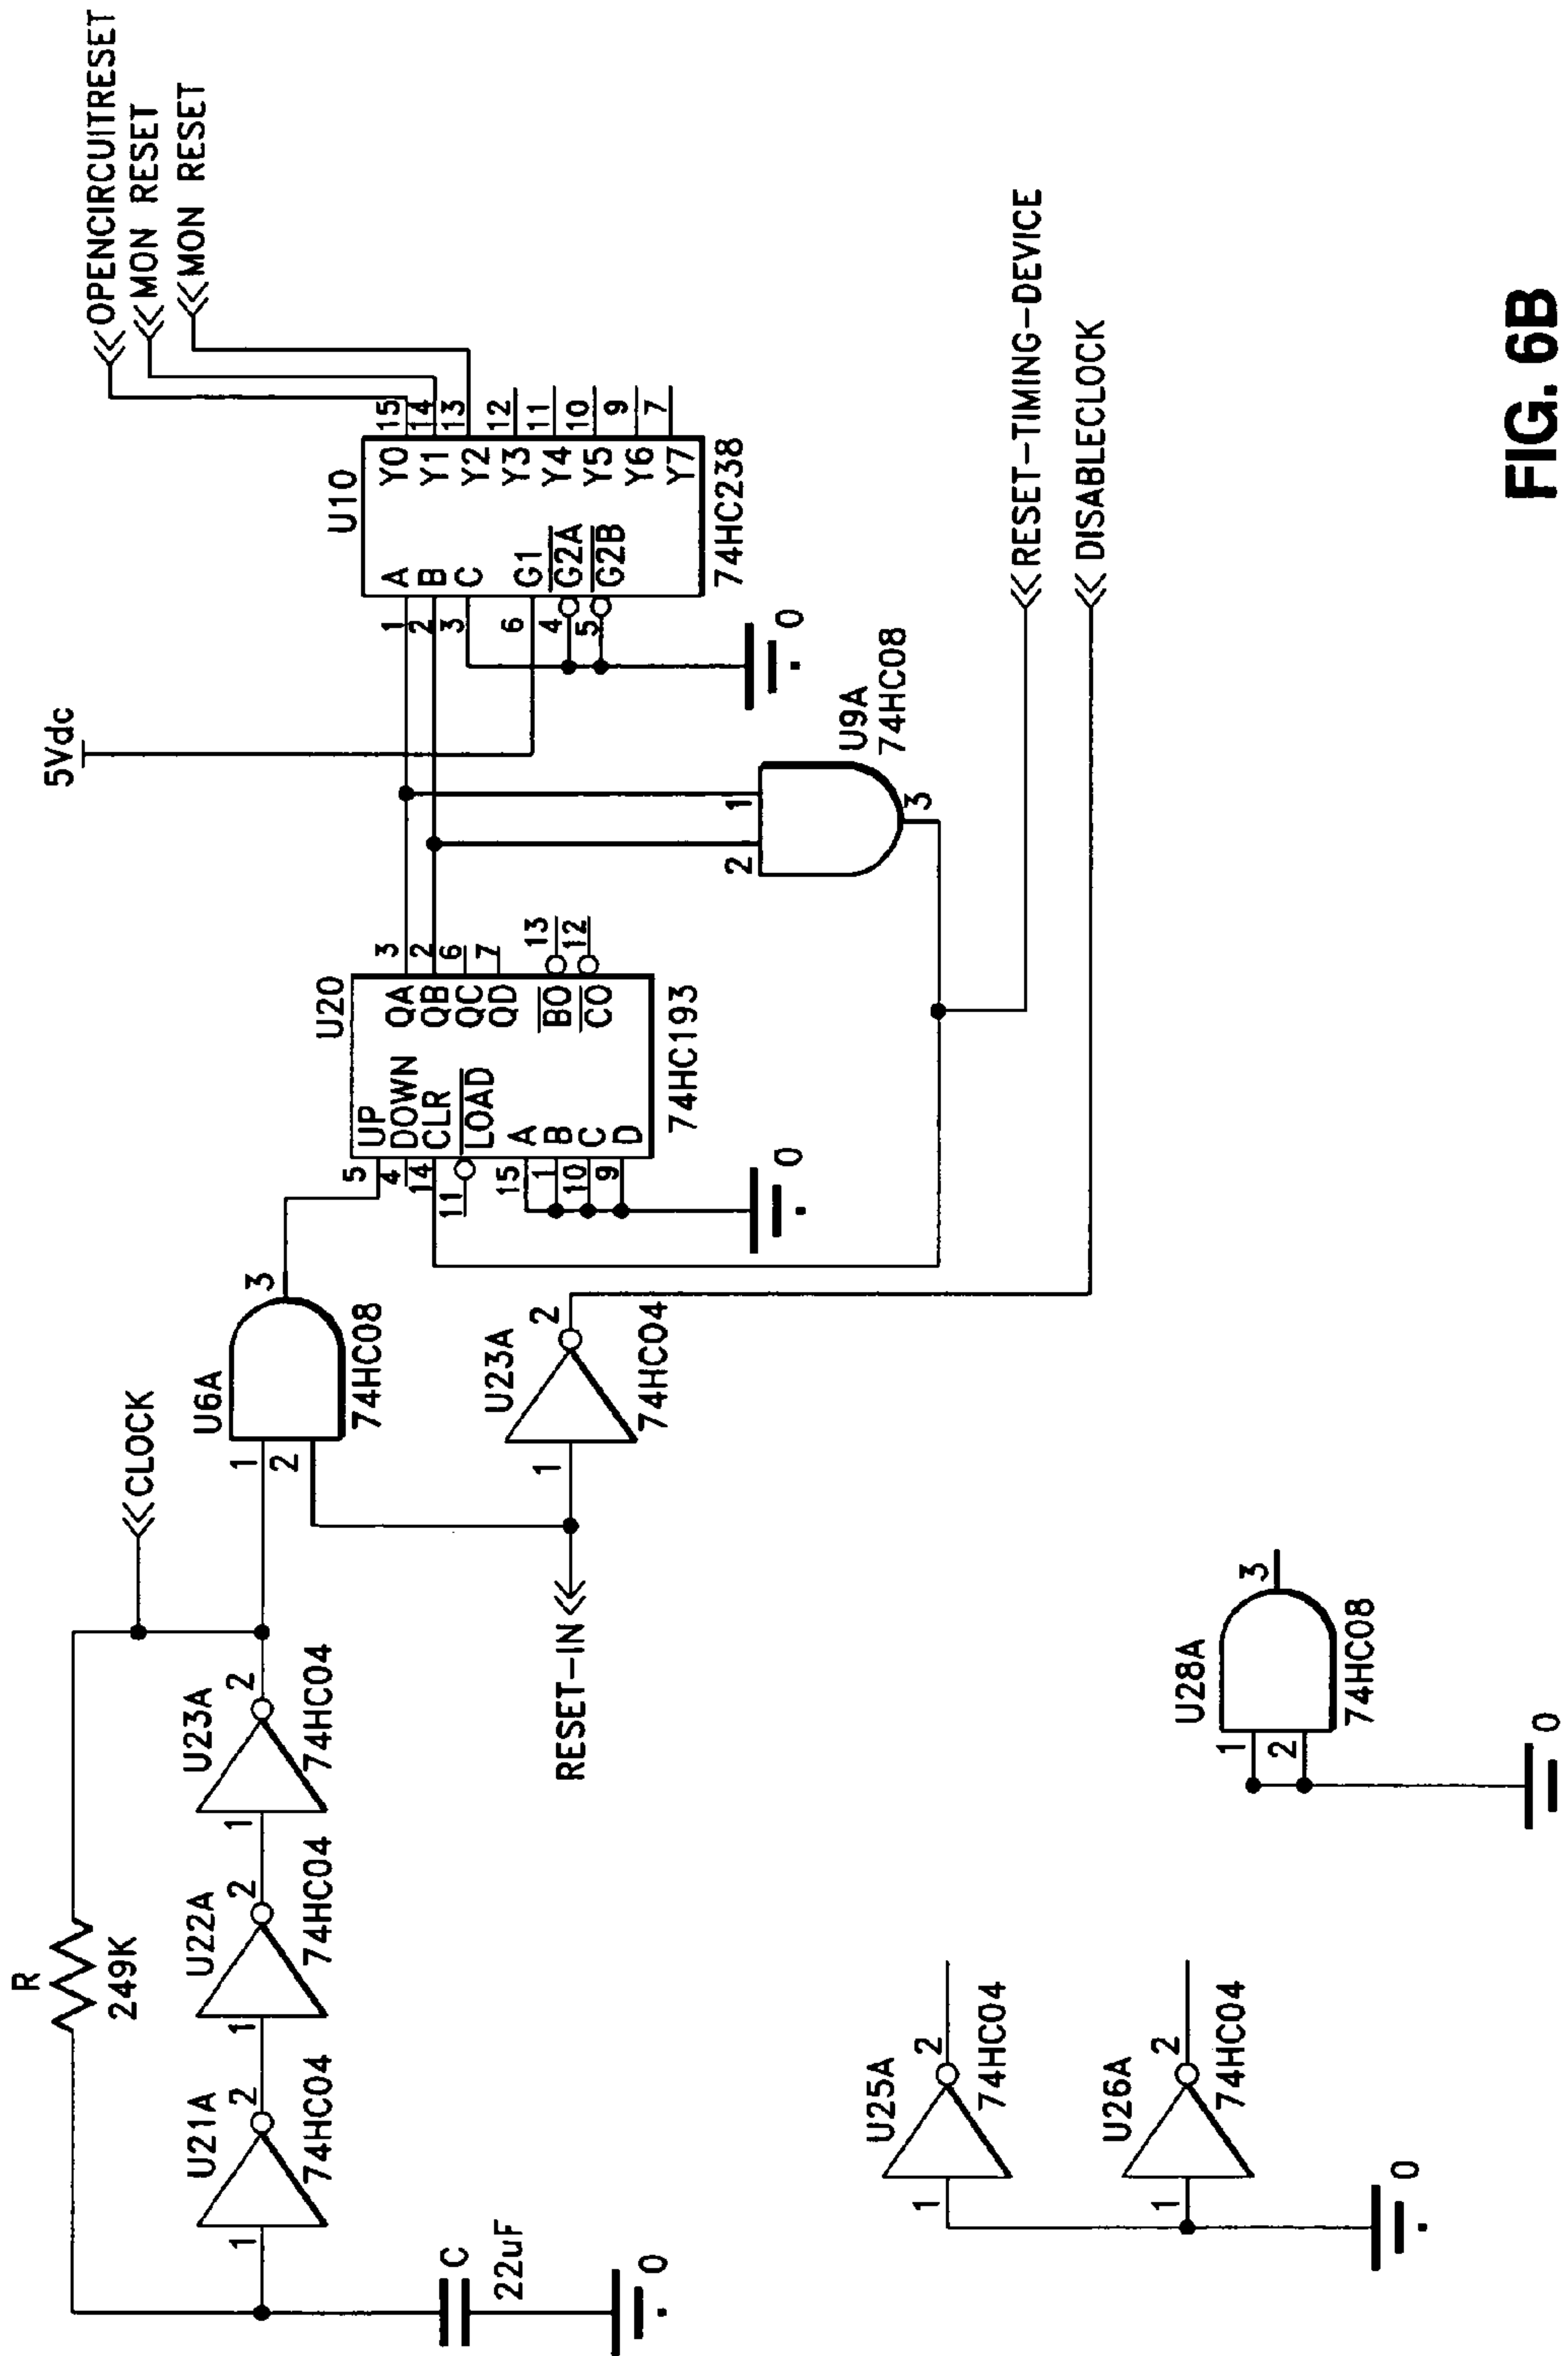 R
249K
U21A
1
2
74HC04
U22A
1
2
74HC04
U23A
1
2
74HC04
C
22uF
0
CLOCK
U6A
1
2
3
74HC08
RESET-IN
U23A
1
2
74HC04
U20
5 UP
4 DOWN
14 CLR
11 LOAD
15 A
1 B
10 C
9 D
QA 3
QB 2
QC 6
QD 7
BO 13
CO 12
74HC193
0
5Vdc
U10
1 A
2 B
3 C
6 G1
4 G2A
5 G2B
Y0 15
Y1 14
Y2 13
Y3 12
Y4 11
Y5 10
Y6 9
Y7 7
74HC238
0
OPENCIRCUITRESET
MON RESET
MON RESET
U9A
74HC08
1
2
3
RESET-TIMING-DEVICE
DISABLECLOCK
U25A
1
2
74HC04
U26A
1
2
74HC04
0
U28A
1
2
3
74HC08
0
FIG. 6B